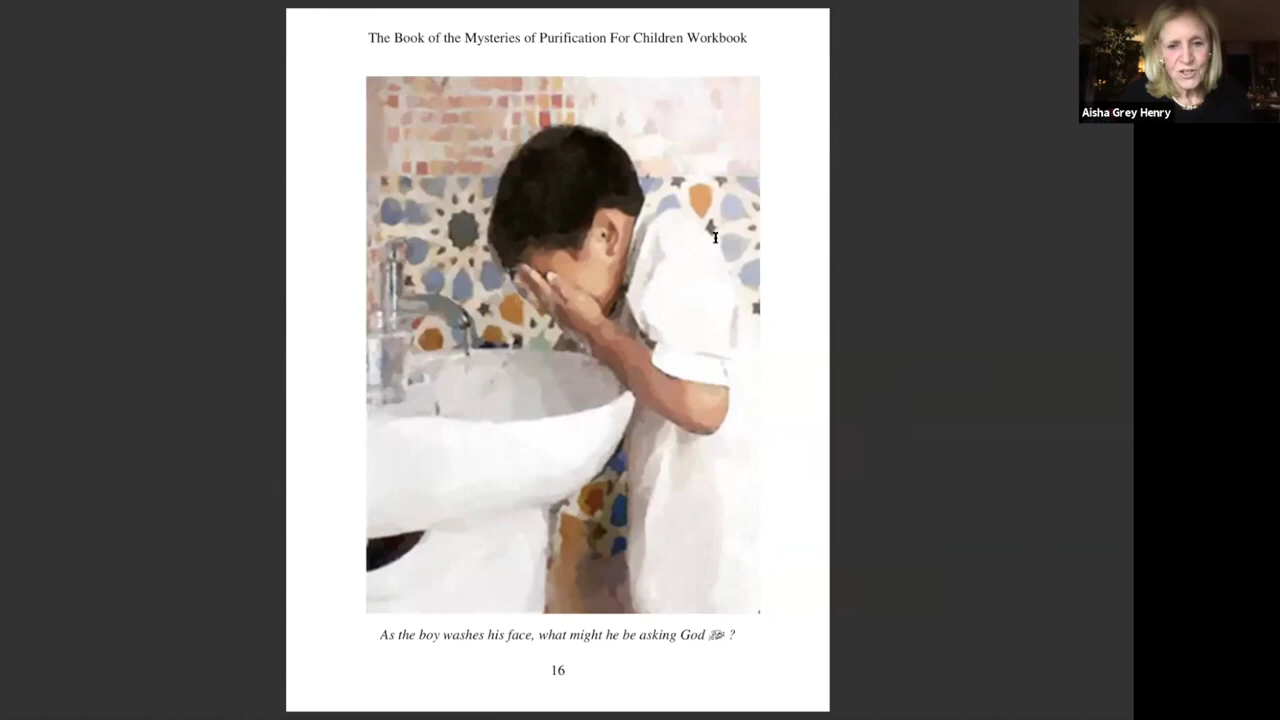 The Book of the Mysteries of Purification For Children Workbook
Aisha Grey Henry
As the boy washes his face, what might he be asking God ?
16